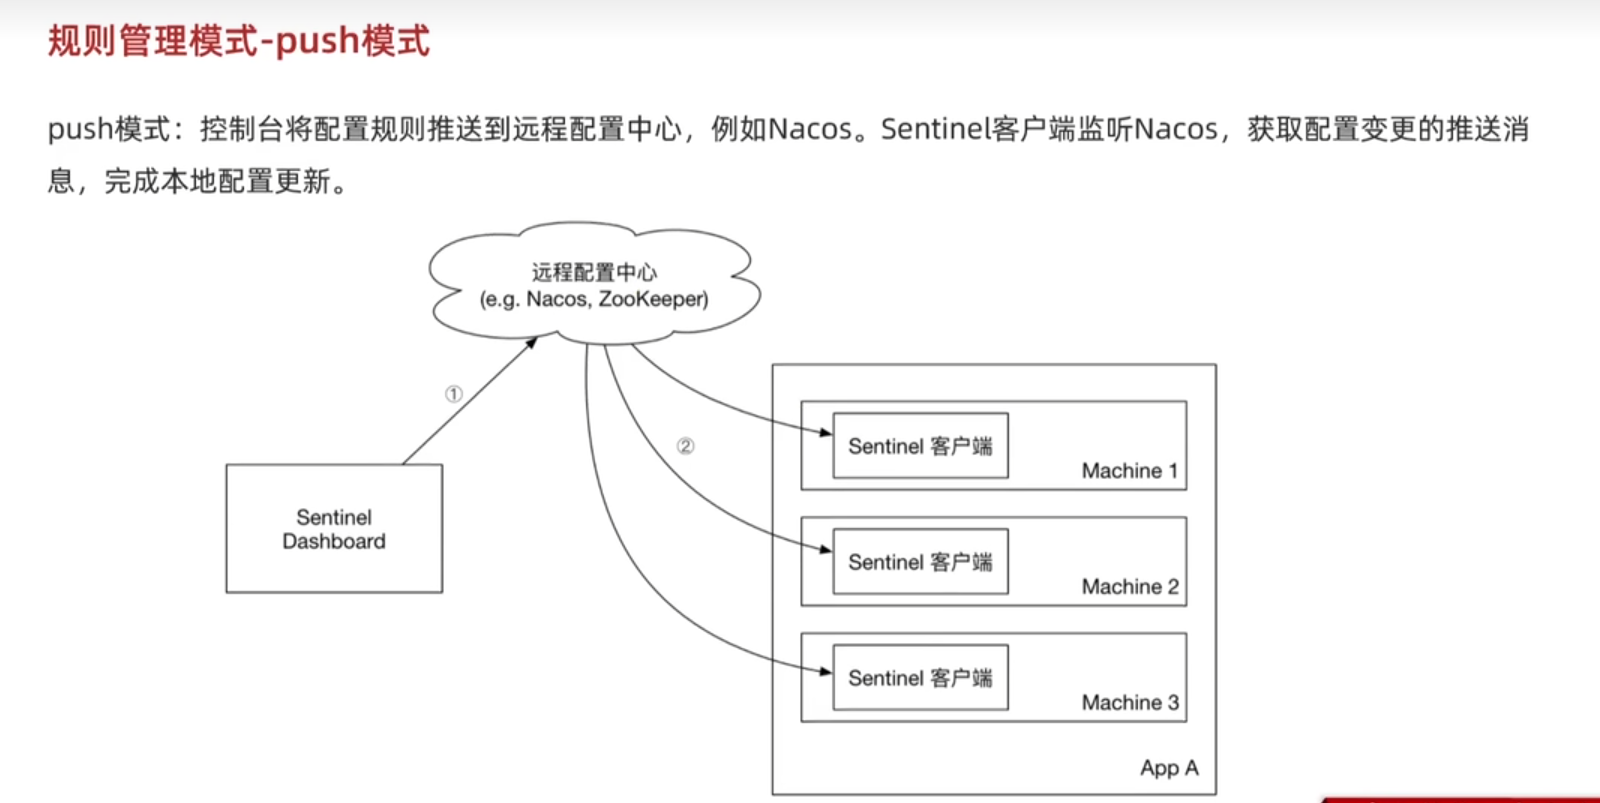 规则管理模式-push模式
push模式：控制台将配置规则推送到远程配置中心，例如Nacos。Sentinel客户端监听Nacos，获取配置变更的推送消
息，完成本地配置更新。
远程配置中心
(e.g. Nacos, ZooKeeper)
①
②
Sentinel
Dashboard
Sentinel 客户端
Machine 1
Sentinel 客户端
Machine 2
Sentinel 客户端
Machine 3
App A